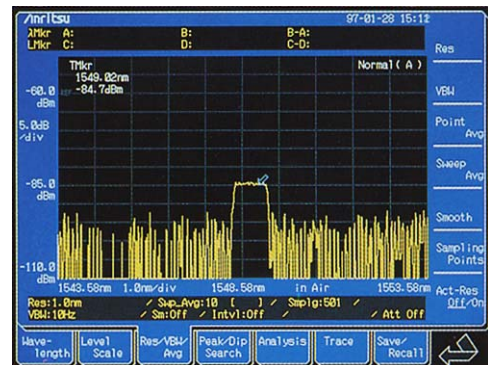 Anritsu 97-01-28 15:12
λMkr A: B: B-A:
LMkr C: D: C-D:
Res
TMkr Normal( A )
1549.02nm
-60.0 REF -84.7dBm
dBm
VBW
5.0dB
/div
Point
Avg
Sweep
Avg
-85.0
dBm
Smooth
Sampling
Points
-110.0
dBm
1543.58nm 1.0nm/div 1548.58nm in Air 1553.58nm
Act-Res
Off/On
Res:1.0nm / Swp_Avg:10 [ ] / Smplg:501 /
VBW:10Hz / Sm:Off / Intvl:Off / / Att Off
Wave-
length
Level
Scale
Res/VBW/
Avg
Peak/Dip
Search
Analysis
Trace
Save/
Recall